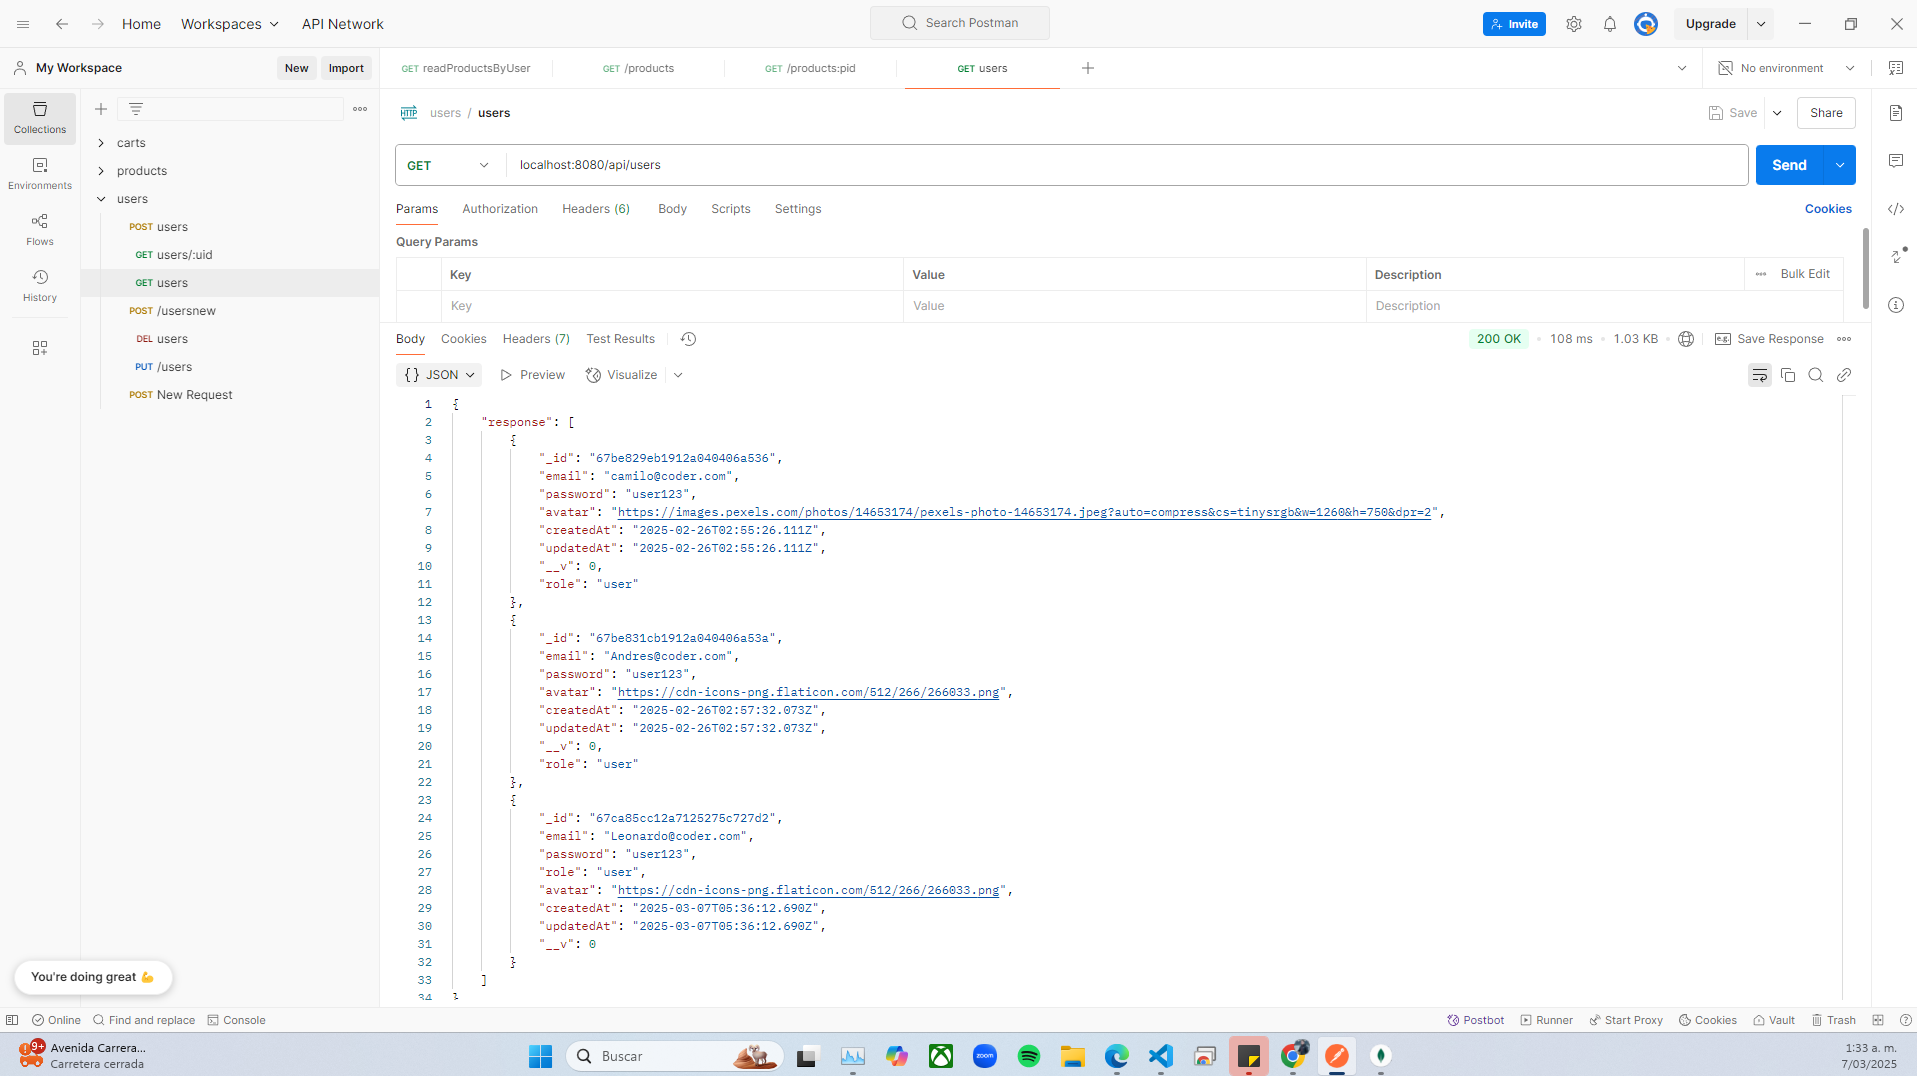 Home Workspaces API Network Search Postman Invite Upgrade
My Workspace New Import GET readProductsByUser GET /products GET /products:pid GET users No environment
Collections
Environments
Flows
History
carts
products
users
POST users
GET users/:uid
GET users
POST /usersnew
DEL users
PUT /users
POST New Request
HTTP users / users Save Share
GET localhost:8080/api/users Send
Params Authorization Headers (6) Body Scripts Settings Cookies
Query Params
Key Value Description Bulk Edit
Key Value Description
Body Cookies Headers (7) Test Results 200 OK 108 ms 1.03 KB e.g. Save Response
{} JSON Preview Visualize
1 {
2 "response": [
3 {
4 "_id": "67be829eb1912a040406a536",
5 "email": "camilo@coder.com",
6 "password": "user123",
7 "avatar": "https://images.pexels.com/photos/14653174/pexels-photo-14653174.jpeg?auto=compress&cs=tinysrgb&w=1260&h=750&dpr=2",
8 "createdAt": "2025-02-26T02:55:26.111Z",
9 "updatedAt": "2025-02-26T02:55:26.111Z",
10 "__v": 0,
11 "role": "user"
12 },
13 {
14 "_id": "67be831cb1912a040406a53a",
15 "email": "Andres@coder.com",
16 "password": "user123",
17 "avatar": "https://cdn-icons-png.flaticon.com/512/266/266033.png",
18 "createdAt": "2025-02-26T02:57:32.073Z",
19 "updatedAt": "2025-02-26T02:57:32.073Z",
20 "__v": 0,
21 "role": "user"
22 },
23 {
24 "_id": "67ca85cc12a7125275c727d2",
25 "email": "Leonardo@coder.com",
26 "password": "user123",
27 "role": "user",
28 "avatar": "https://cdn-icons-png.flaticon.com/512/266/266033.png",
29 "createdAt": "2025-03-07T05:36:12.690Z",
30 "updatedAt": "2025-03-07T05:36:12.690Z",
31 "__v": 0
32 }
33 ]
34 }
You're doing great 💪
Online Find and replace Console Postbot Runner Start Proxy Cookies Vault Trash
9+ Avenida Carrera...
Carretera cerrada
Buscar
zoom
1:33 a. m.
7/03/2025